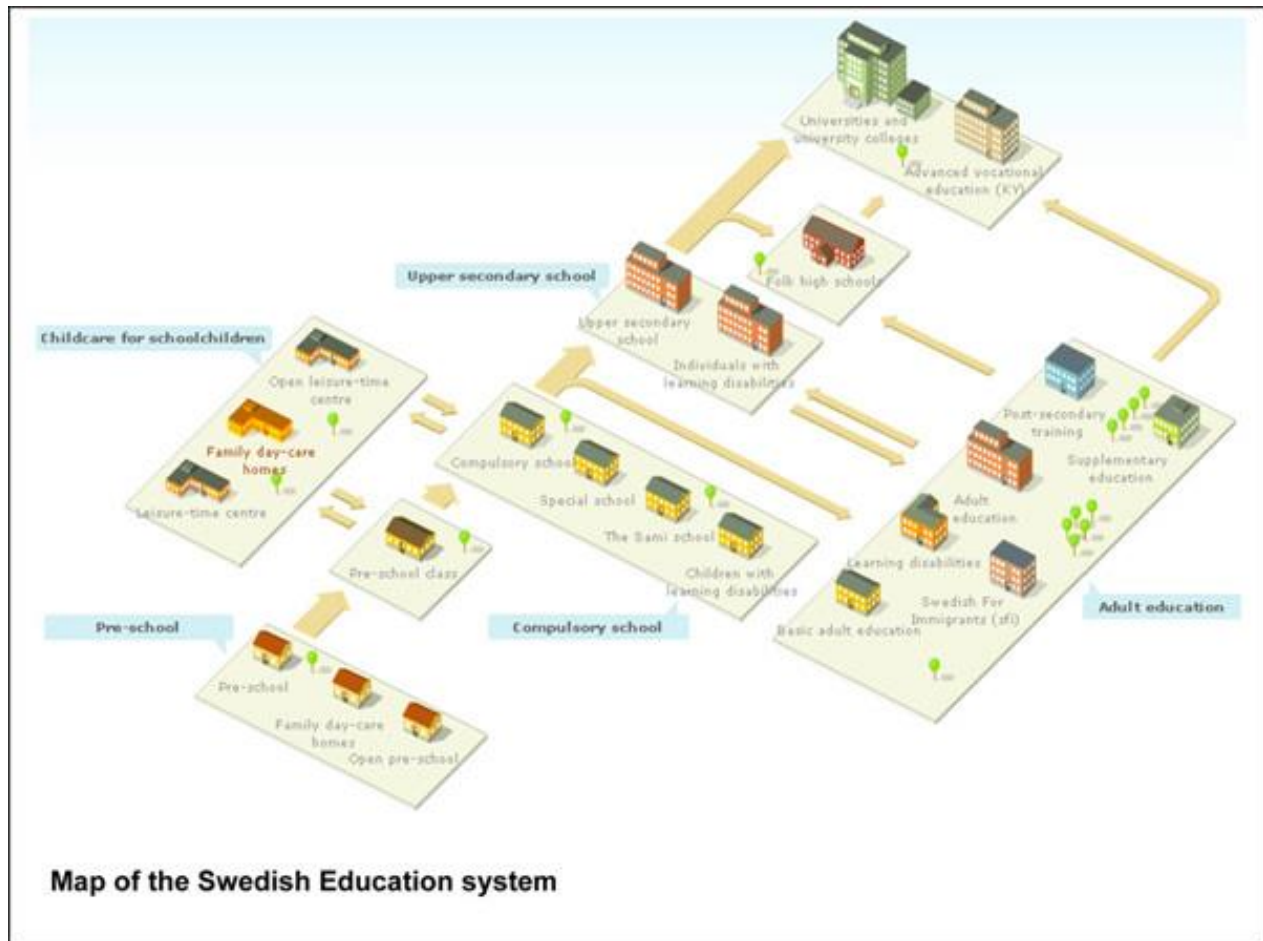 Universities and
university colleges
Advanced vocational
education (KY)
Upper secondary school
Folk high schools
Upper secondary
school
Individuals with
learning disabilities
Childcare for schoolchildren
Open leisure-time
centre
Family day-care
homes
Leisure-time centre
Post-secondary
training
Supplementary
education
Compulsory school
Special school
The Sami school
Children with
learning disabilities
Adult
education
Learning disabilities
Swedish For
Immigrants (sfi)
Basic adult education
Pre-school class
Pre-school
Compulsory school
Adult education
Pre-school
Family day-care
homes
Open pre-school
Map of the Swedish Education system